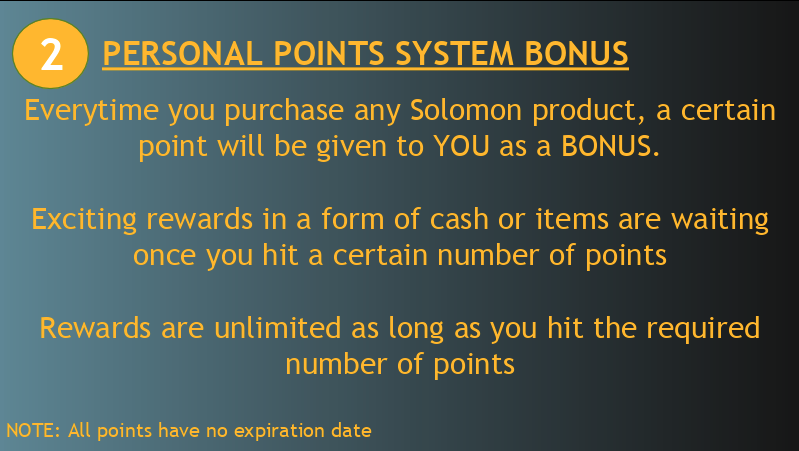 2 PERSONAL POINTS SYSTEM BONUS
Everytime you purchase any Solomon product, a certain
point will be given to YOU as a BONUS.
Exciting rewards in a form of cash or items are waiting
once you hit a certain number of points
Rewards are unlimited as long as you hit the required
number of points
NOTE: All points have no expiration date